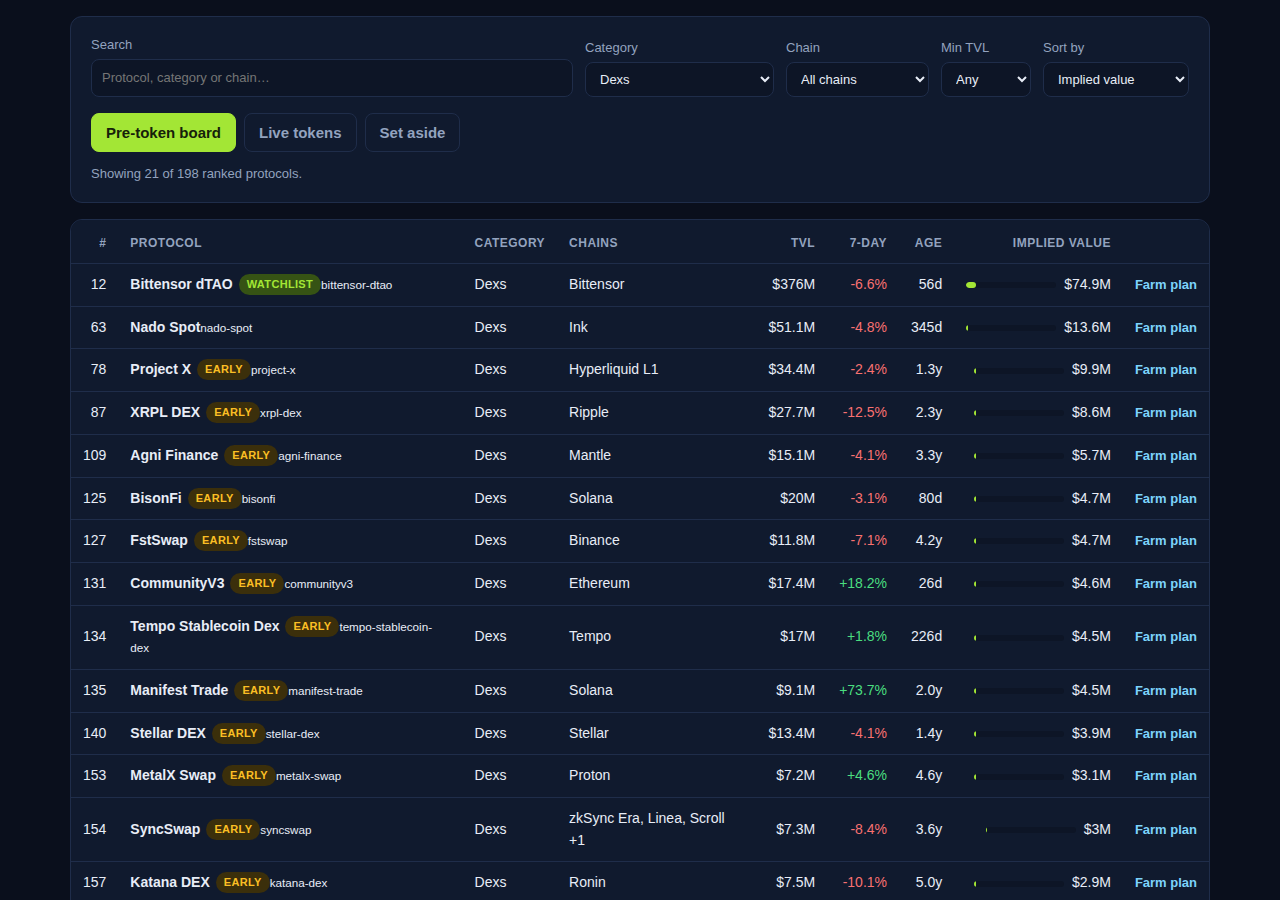 Search
Category
Chain
Min TVL
Sort by
Protocol, category or chain…
Dexs
All chains
Any
Implied value
Pre-token board
Live tokens
Set aside
Showing 21 of 198 ranked protocols.
# PROTOCOL CATEGORY CHAINS TVL 7-DAY AGE IMPLIED VALUE
12 Bittensor dTAO WATCHLIST bittensor-dtao Dexs Bittensor $376M -6.6% 56d $74.9M Farm plan
63 Nado Spot nado-spot Dexs Ink $51.1M -4.8% 345d $13.6M Farm plan
78 Project X EARLY project-x Dexs Hyperliquid L1 $34.4M -2.4% 1.3y $9.9M Farm plan
87 XRPL DEX EARLY xrpl-dex Dexs Ripple $27.7M -12.5% 2.3y $8.6M Farm plan
109 Agni Finance EARLY agni-finance Dexs Mantle $15.1M -4.1% 3.3y $5.7M Farm plan
125 BisonFi EARLY bisonfi Dexs Solana $20M -3.1% 80d $4.7M Farm plan
127 FstSwap EARLY fstswap Dexs Binance $11.8M -7.1% 4.2y $4.7M Farm plan
131 CommunityV3 EARLY communityv3 Dexs Ethereum $17.4M +18.2% 26d $4.6M Farm plan
134 Tempo Stablecoin Dex EARLY tempo-stablecoin-
dex Dexs Tempo $17M +1.8% 226d $4.5M Farm plan
135 Manifest Trade EARLY manifest-trade Dexs Solana $9.1M +73.7% 2.0y $4.5M Farm plan
140 Stellar DEX EARLY stellar-dex Dexs Stellar $13.4M -4.1% 1.4y $3.9M Farm plan
153 MetalX Swap EARLY metalx-swap Dexs Proton $7.2M +4.6% 4.6y $3.1M Farm plan
154 SyncSwap EARLY syncswap Dexs zkSync Era, Linea, Scroll
+1 $7.3M -8.4% 3.6y $3M Farm plan
157 Katana DEX EARLY katana-dex Dexs Ronin $7.5M -10.1% 5.0y $2.9M Farm plan